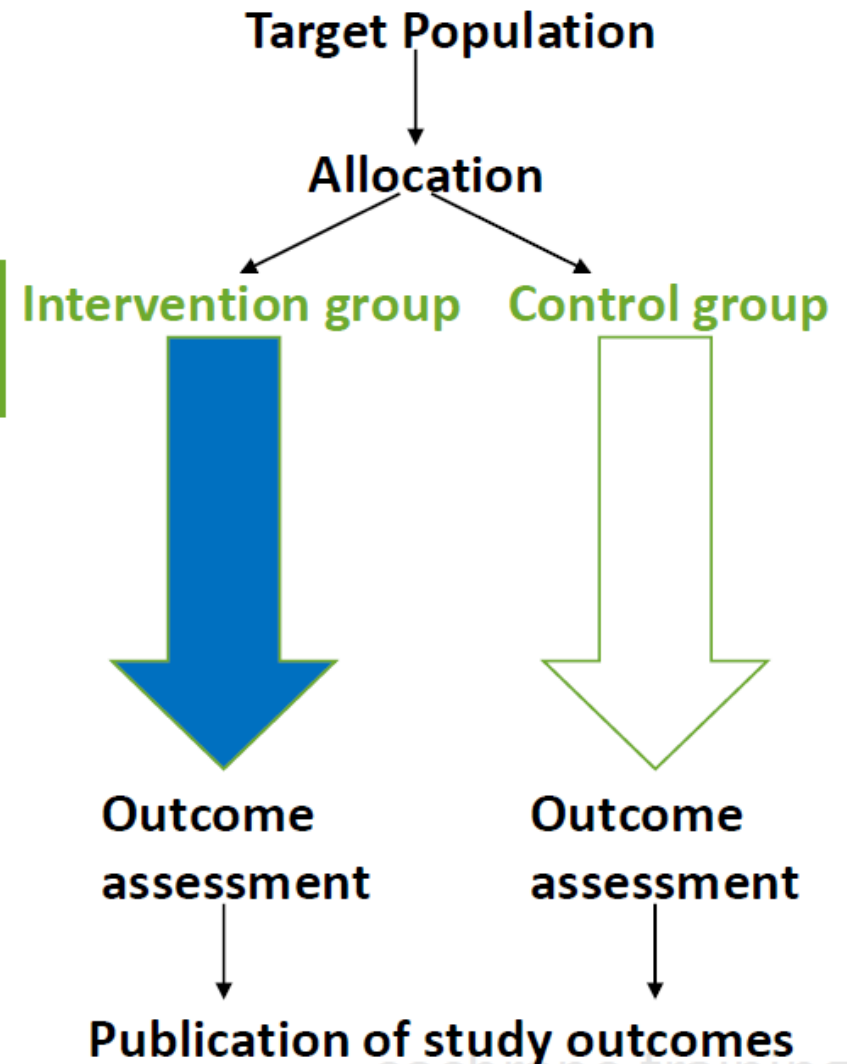 Target Population
Allocation
Intervention group
Control group
Outcome
assessment
Outcome
assessment
Publication of study outcomes